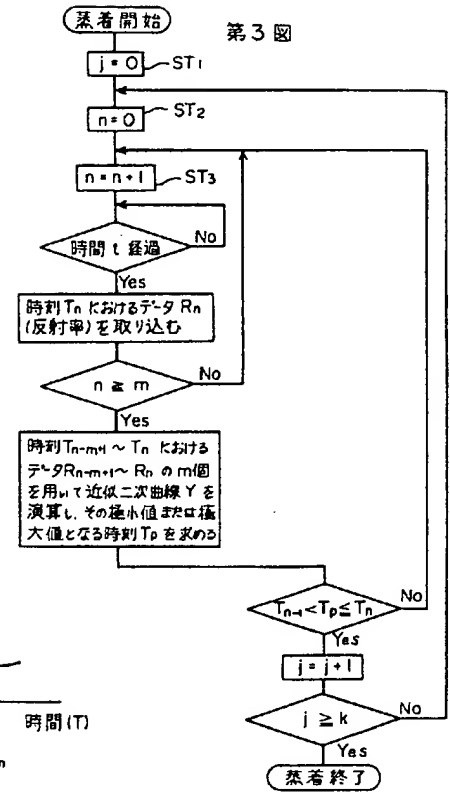 第3図
蒸着開始
j = 0
ST1
n = 0
ST2
n = n + 1
ST3
時間 t 経過
No
Yes
時刻 Tn におけるデータ Rn
(反射率) を取り込む
n ≧ m
No
Yes
時刻 Tn-m+1 ~ Tn における
データRn-m+1 ~ Rn の m個
を用いて近似二次曲線 Y を
演算し、その極小値または極
大値となる時刻 Tp を求める
Tn-1 < Tp ≦ Tn
No
Yes
j = j + 1
j ≧ k
No
Yes
蒸着終了
時間 (T)
n